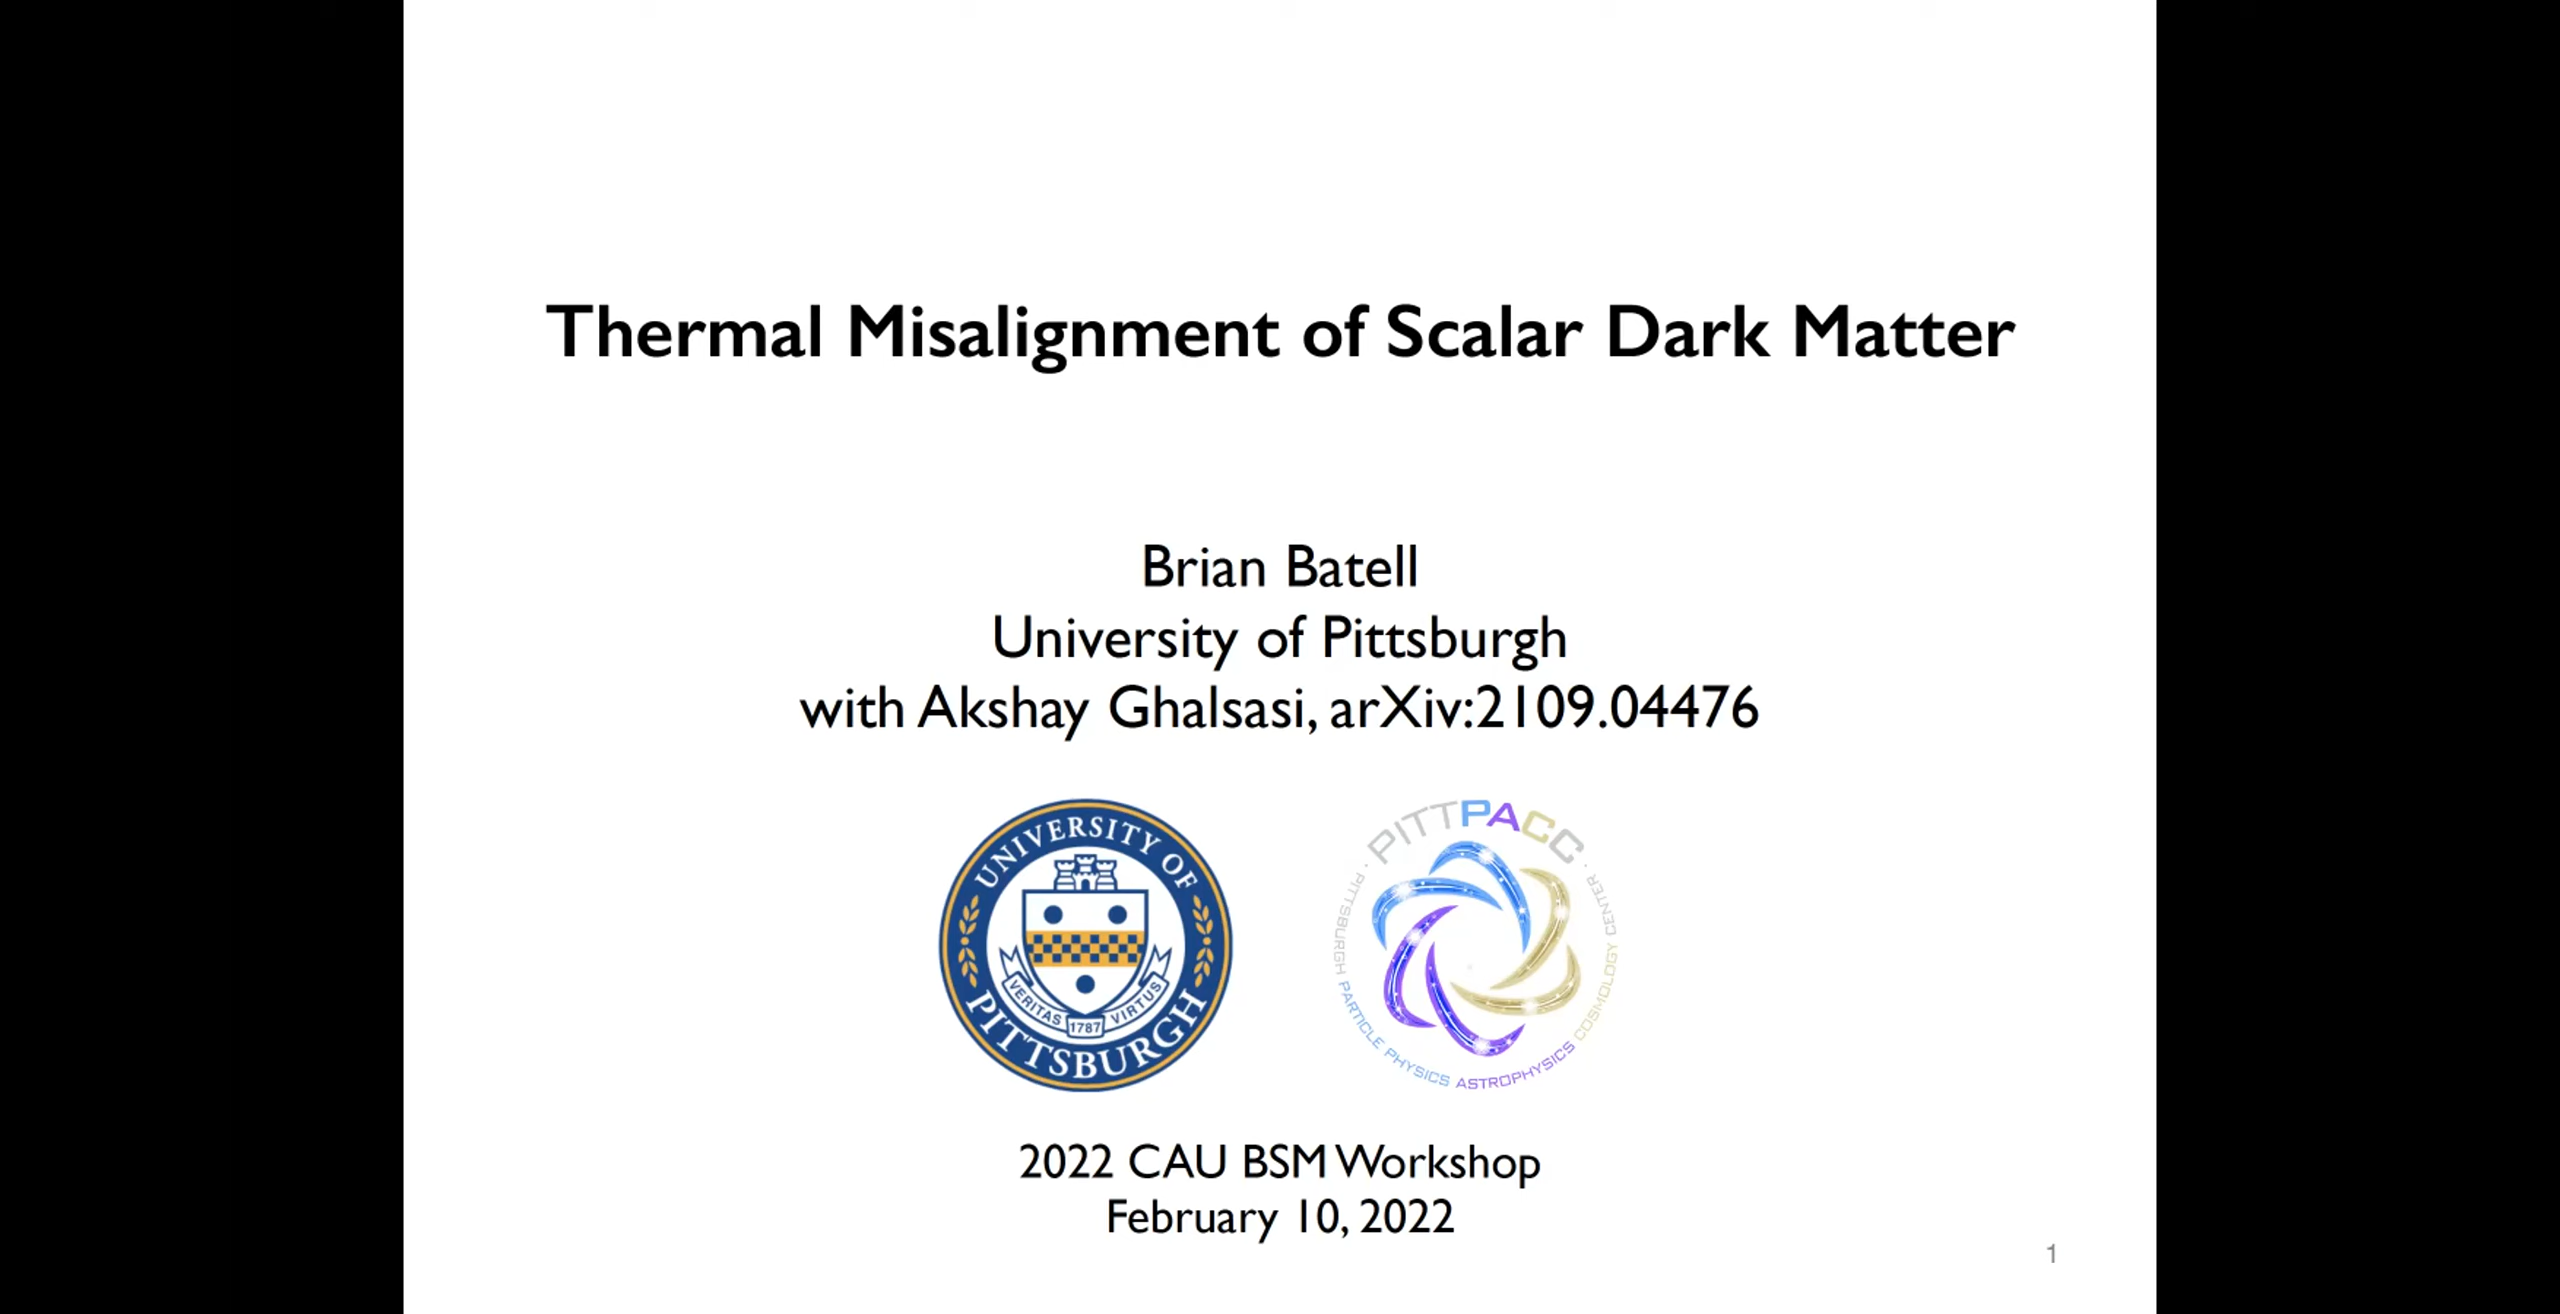 Thermal Misalignment of Scalar Dark Matter
Brian Batell
University of Pittsburgh
with Akshay Ghalsasi, arXiv:2109.04476
UNIVERSITY OF
PITTSBURGH
VERITAS 1787 VIRTUS
PITTPACC
· PITTSBURGH PARTICLE PHYSICS ASTROPHYSICS COSMOLOGY CENTER ·
2022 CAU BSM Workshop
February 10, 2022
1